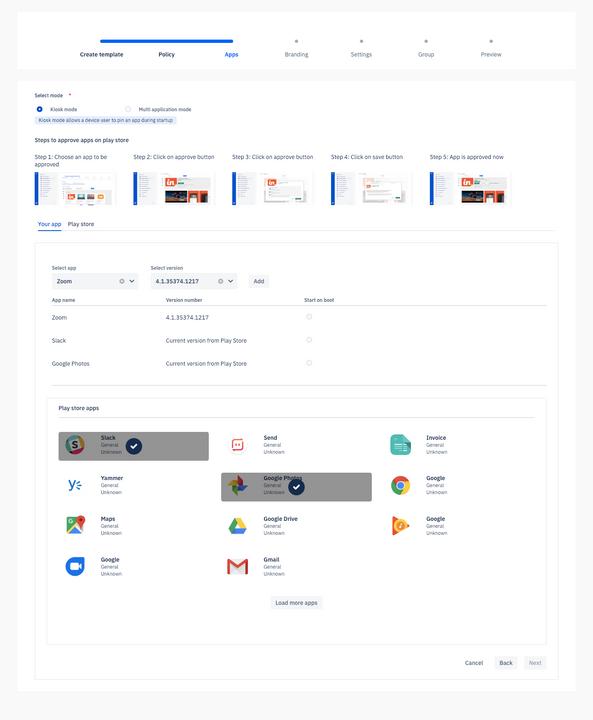 Create template
Policy
Apps
Branding
Settings
Group
Preview
Select mode *
Kiosk mode
Multi application mode
Kiosk mode allows a device user to pin an app during startup
Steps to approve apps on play store
Step 1: Choose an app to be
approved
Step 2: Click on approve button
Step 3: Click on approve button
Step 4: Click on save button
Step 5: App is approved now
Your app
Play store
Select app
Select version
Zoom
4.1.35374.1217
Add
App name
Version number
Start on boot
Zoom
4.1.35374.1217
Slack
Current version from Play Store
Google Photos
Current version from Play Store
Play store apps
Slack
General
Unknown
Send
General
Unknown
Invoice
General
Unknown
Yammer
General
Unknown
Google Photos
General
Unknown
Google
General
Unknown
Maps
General
Unknown
Google Drive
General
Unknown
Google
General
Unknown
Google
General
Unknown
Gmail
General
Unknown
Load more apps
Cancel
Back
Next